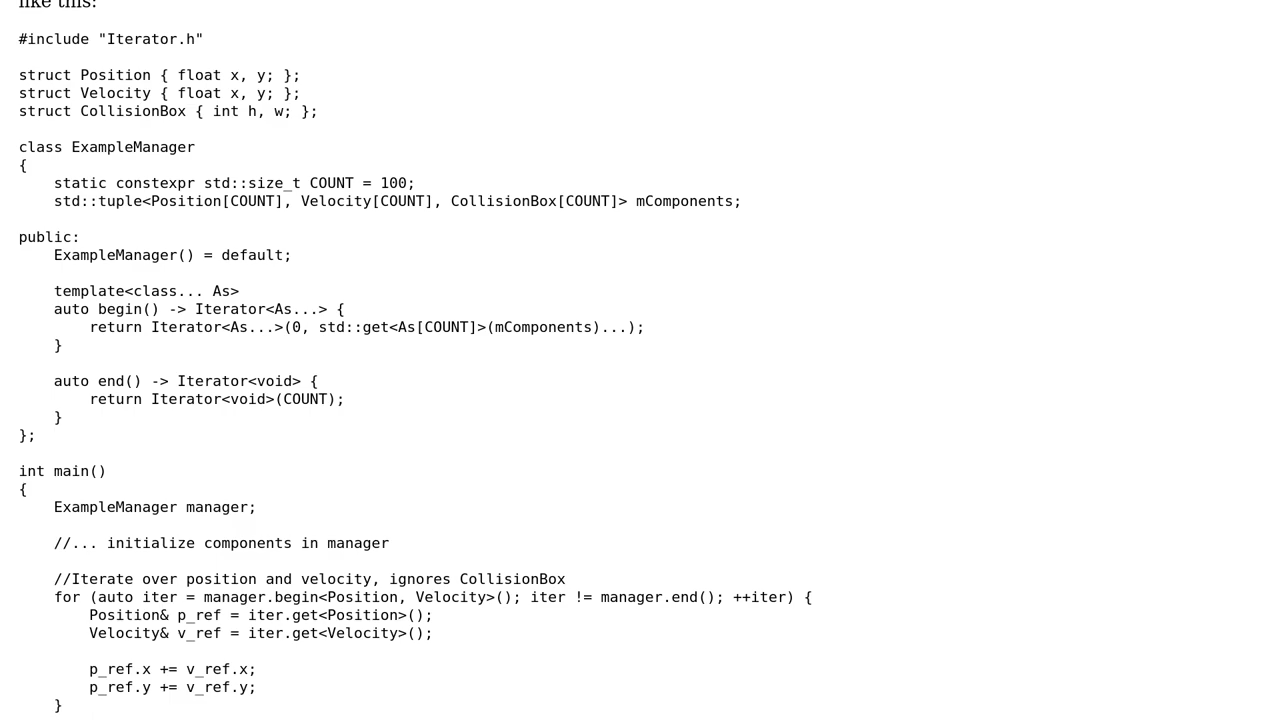 like this:
#include "Iterator.h"
struct Position { float x, y; };
struct Velocity { float x, y; };
struct CollisionBox { int h, w; };
class ExampleManager
{
    static constexpr std::size_t COUNT = 100;
    std::tuple<Position[COUNT], Velocity[COUNT], CollisionBox[COUNT]> mComponents;
public:
    ExampleManager() = default;
    template<class... As>
    auto begin() -> Iterator<As...> {
        return Iterator<As...>(0, std::get<As[COUNT]>(mComponents)...);
    }
    auto end() -> Iterator<void> {
        return Iterator<void>(COUNT);
    }
};
int main()
{
    ExampleManager manager;
    //... initialize components in manager
    //Iterate over position and velocity, ignores CollisionBox
    for (auto iter = manager.begin<Position, Velocity>(); iter != manager.end(); ++iter) {
        Position& p_ref = iter.get<Position>();
        Velocity& v_ref = iter.get<Velocity>();
        p_ref.x += v_ref.x;
        p_ref.y += v_ref.y;
    }